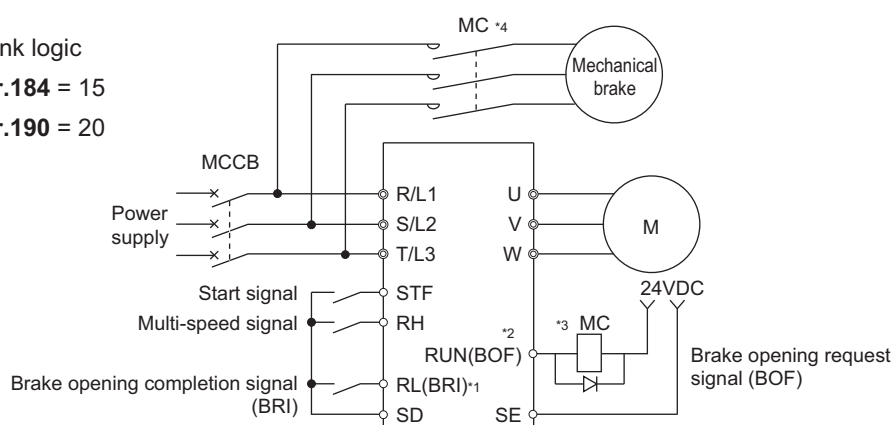 MC *4
nk logic
r.184 = 15
r.190 = 20
Mechanical
brake
MCCB
Power
supply
R/L1
S/L2
T/L3
U
V
W
M
24VDC
Start signal
STF
Multi-speed signal
RH
*2
*3 MC
RUN(BOF)
Brake opening request
signal (BOF)
Brake opening completion signal
(BRI)
RL(BRI)*1
SD
SE